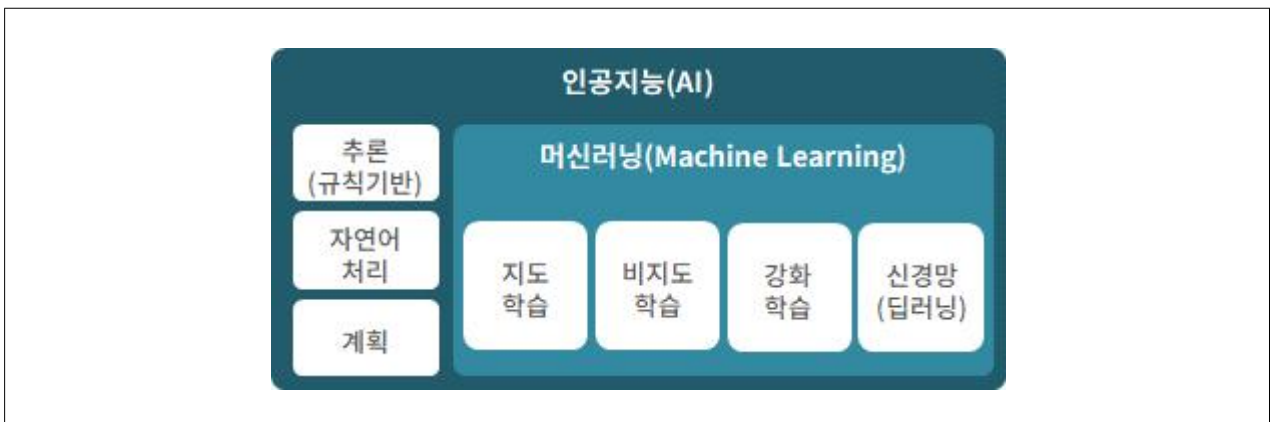 인공지능(AI)
추론
(규칙기반)
자연어
처리
계획
머신러닝(Machine Learning)
지도
학습
비지도
학습
강화
학습
신경망
(딥러닝)